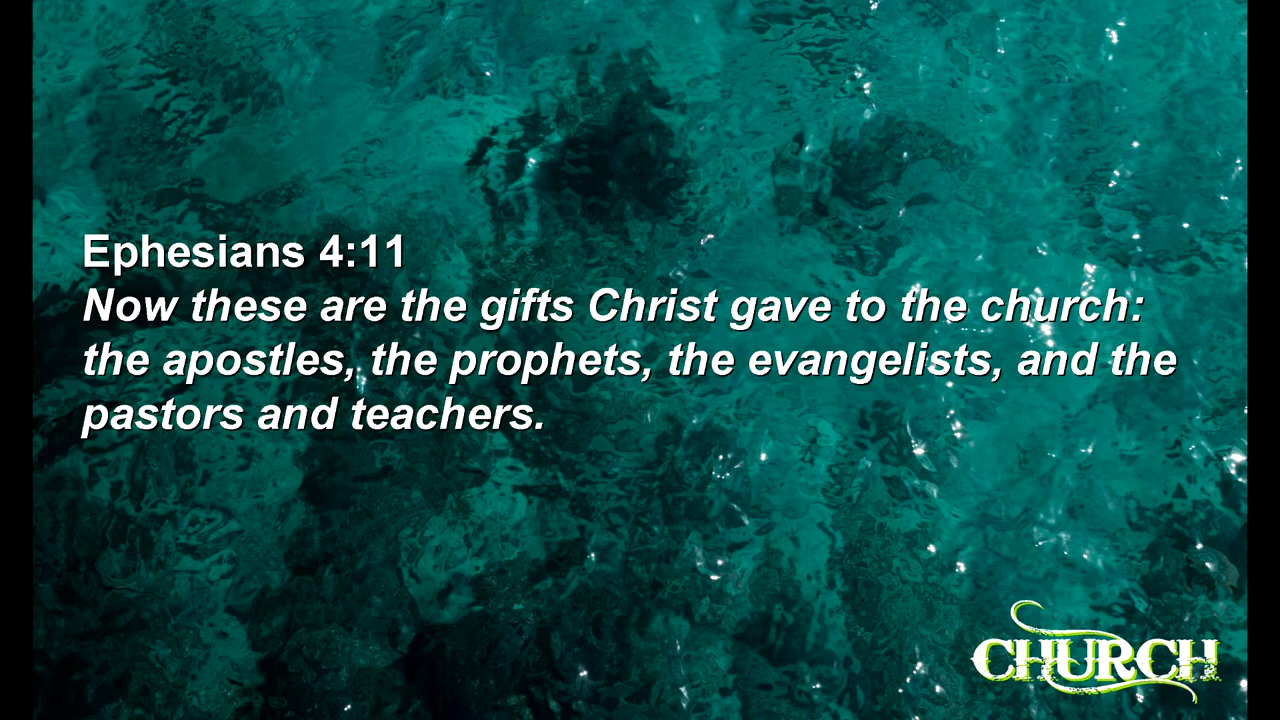 Ephesians 4:11
Now these are the gifts Christ gave to the church:
the apostles, the prophets, the evangelists, and the
pastors and teachers.
CHURCH